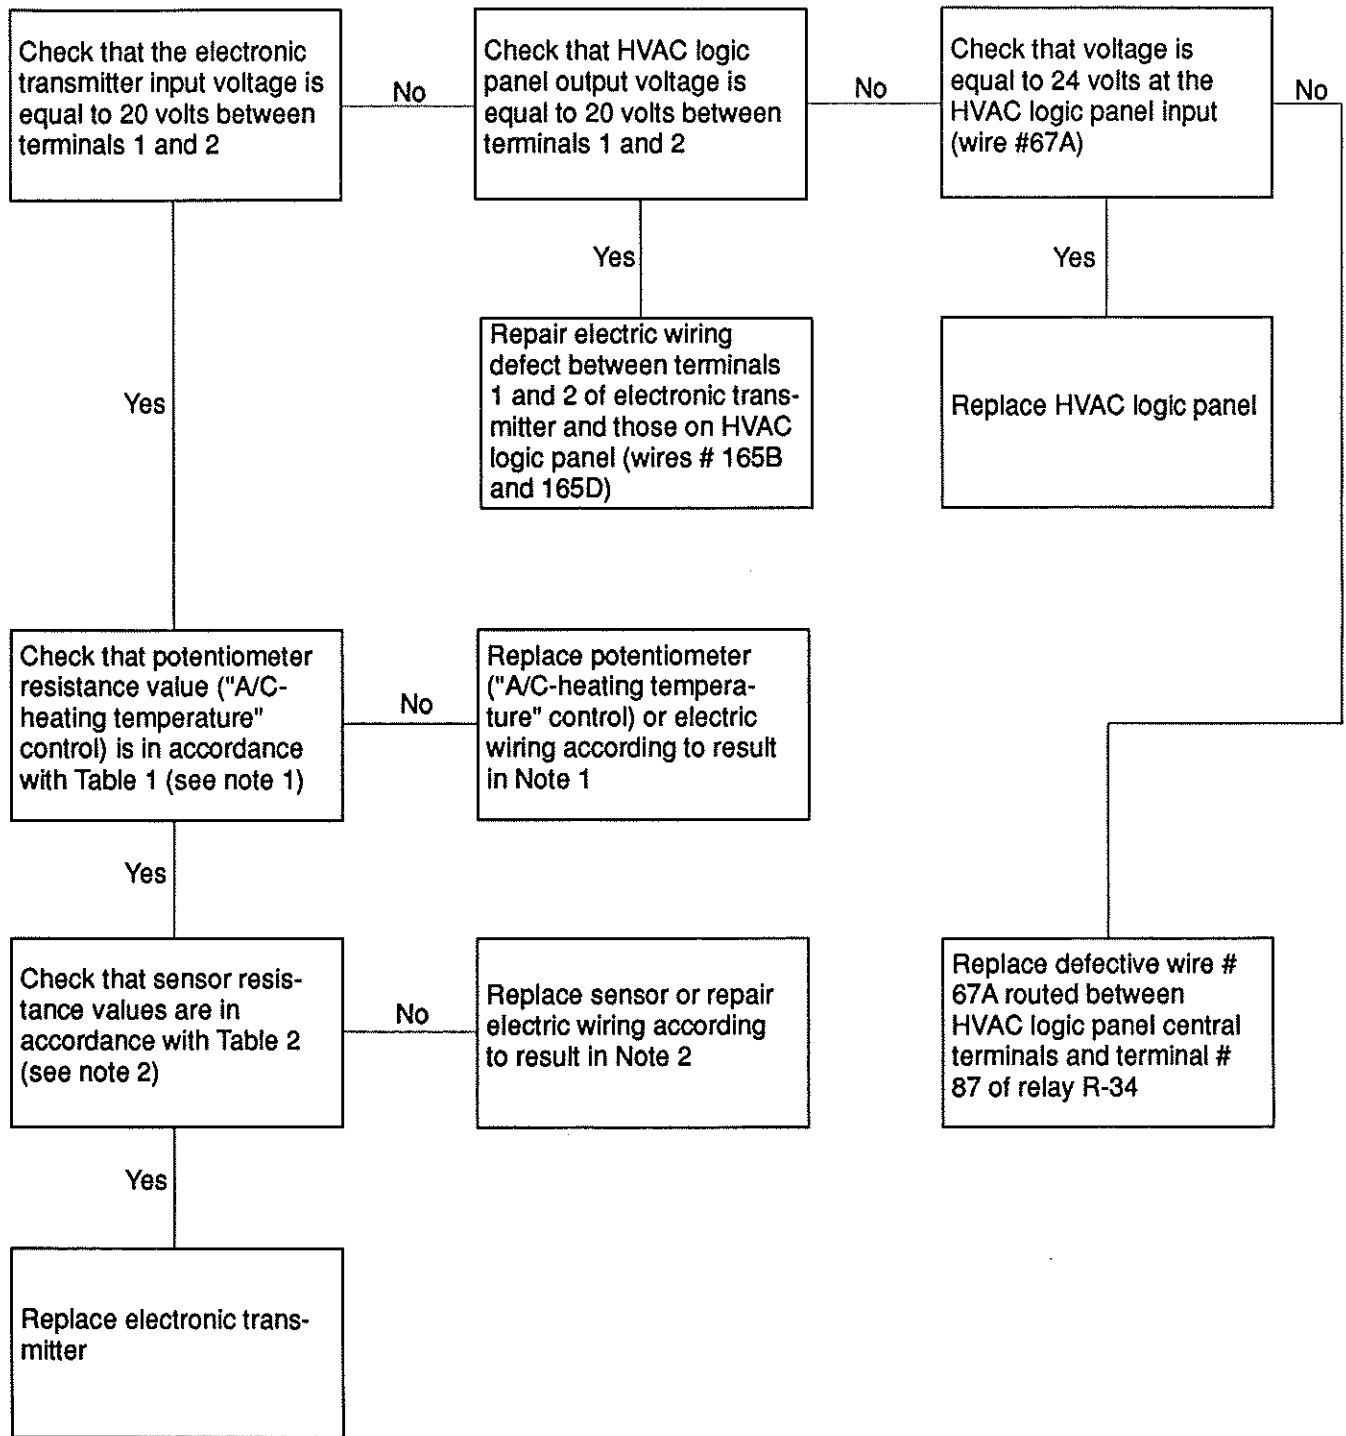 Check that the electronic
transmitter input voltage is
equal to 20 volts between
terminals 1 and 2
No
Check that HVAC logic
panel output voltage is
equal to 20 volts between
terminals 1 and 2
No
Check that voltage is
equal to 24 volts at the
HVAC logic panel input
(wire #67A)
No
Yes
Yes
Yes
Repair electric wiring
defect between terminals
1 and 2 of electronic trans-
mitter and those on HVAC
logic panel (wires # 165B
and 165D)
Replace HVAC logic panel
Check that potentiometer
resistance value ("A/C-
heating temperature"
control) is in accordance
with Table 1 (see note 1)
No
Replace potentiometer
("A/C-heating tempera-
ture" control) or electric
wiring according to result
in Note 1
Yes
Check that sensor resis-
tance values are in
accordance with Table 2
(see note 2)
No
Replace sensor or repair
electric wiring according
to result in Note 2
Replace defective wire #
67A routed between
HVAC logic panel central
terminals and terminal #
87 of relay R-34
Yes
Replace electronic trans-
mitter